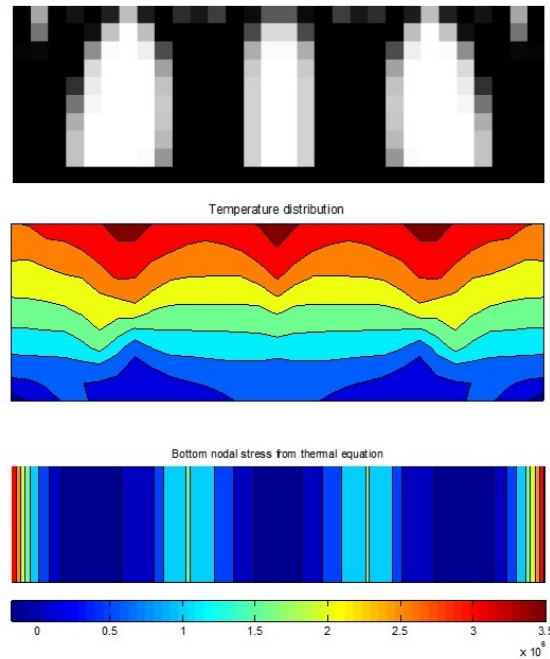 Temperature distribution
Bottom nodal stress from thermal equation
0 0.5 1 1.5 2 2.5 3 3.5
x 10^6